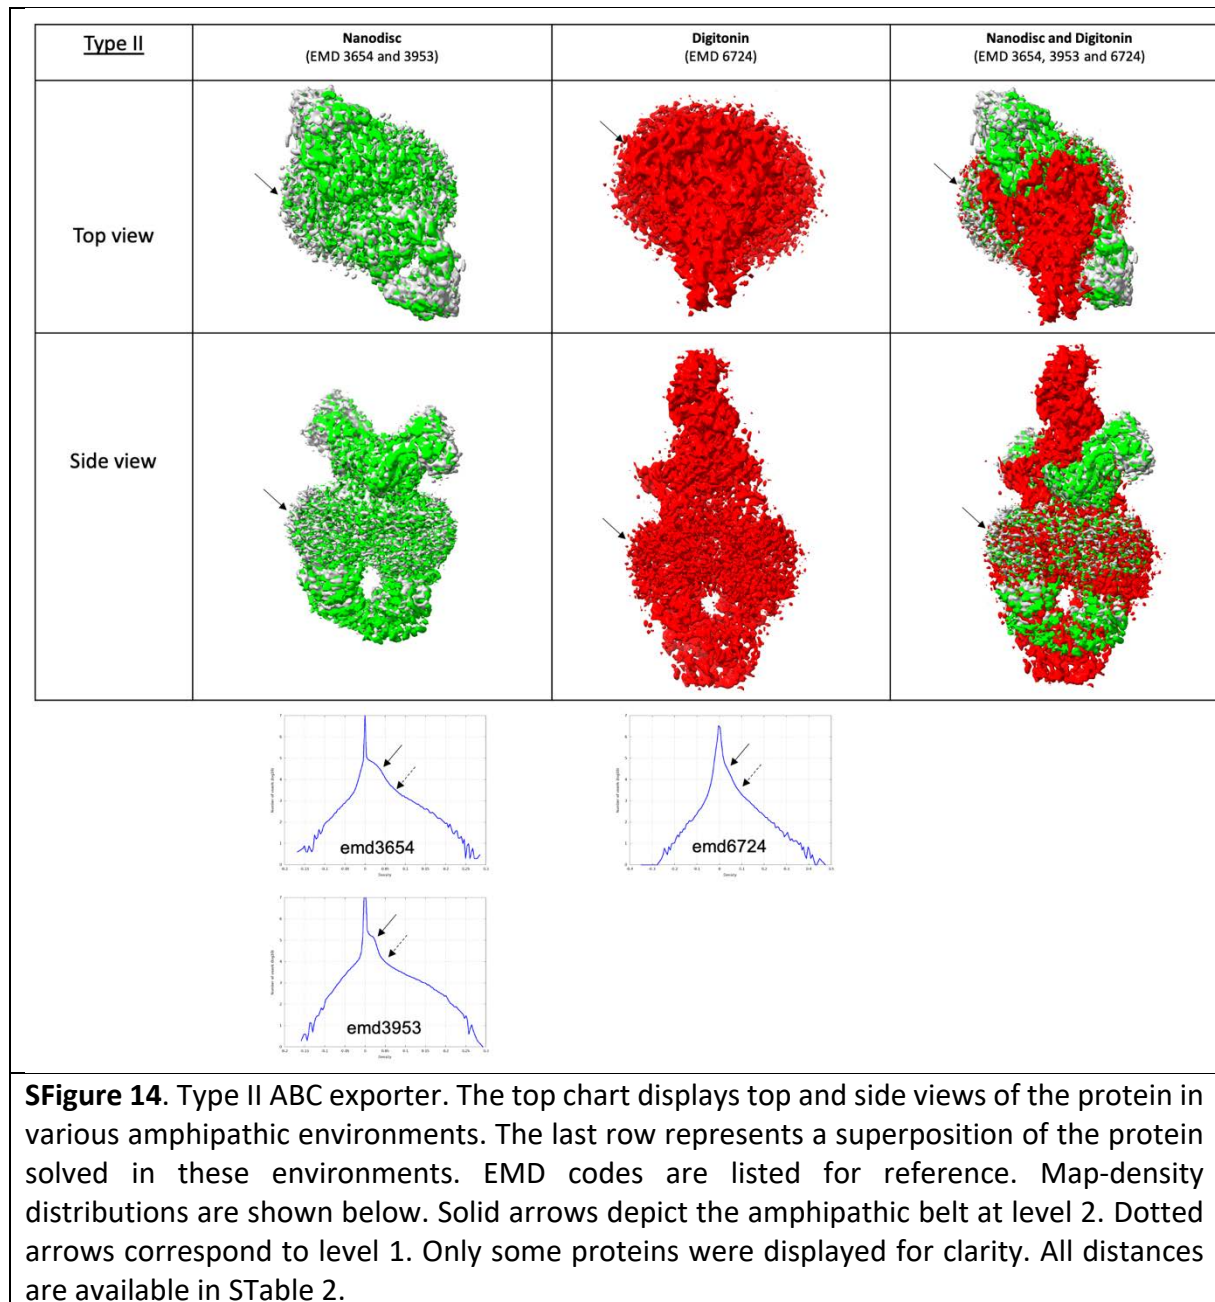 Type II
Nanodisc
(EMD 3654 and 3953)
Digitonin
(EMD 6724)
Nanodisc and Digitonin
(EMD 3654, 3953 and 6724)
Top view
Side view
emd3654
Density
emd6724
Density
emd3953
Density
SFigure 14. Type II ABC exporter. The top chart displays top and side views of the protein in
various amphipathic environments. The last row represents a superposition of the protein
solved in these environments. EMD codes are listed for reference. Map-density
distributions are shown below. Solid arrows depict the amphipathic belt at level 2. Dotted
arrows correspond to level 1. Only some proteins were displayed for clarity. All distances
are available in STable 2.